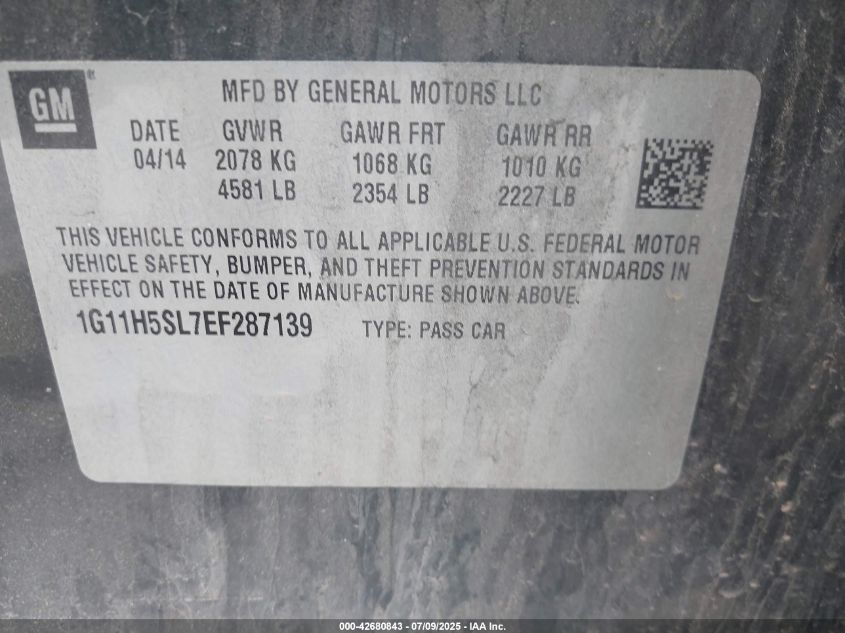 GM®
MFD BY GENERAL MOTORS LLC
DATE GVWR GAWR FRT GAWR RR
04/14 2078 KG 1068 KG 1010 KG
4581 LB 2354 LB 2227 LB
THIS VEHICLE CONFORMS TO ALL APPLICABLE U.S. FEDERAL MOTOR
VEHICLE SAFETY, BUMPER, AND THEFT PREVENTION STANDARDS IN
EFFECT ON THE DATE OF MANUFACTURE SHOWN ABOVE.
1G11H5SL7EF287139 TYPE: PASS CAR
000-42680843 / 07/09/2025 - IAA Inc.